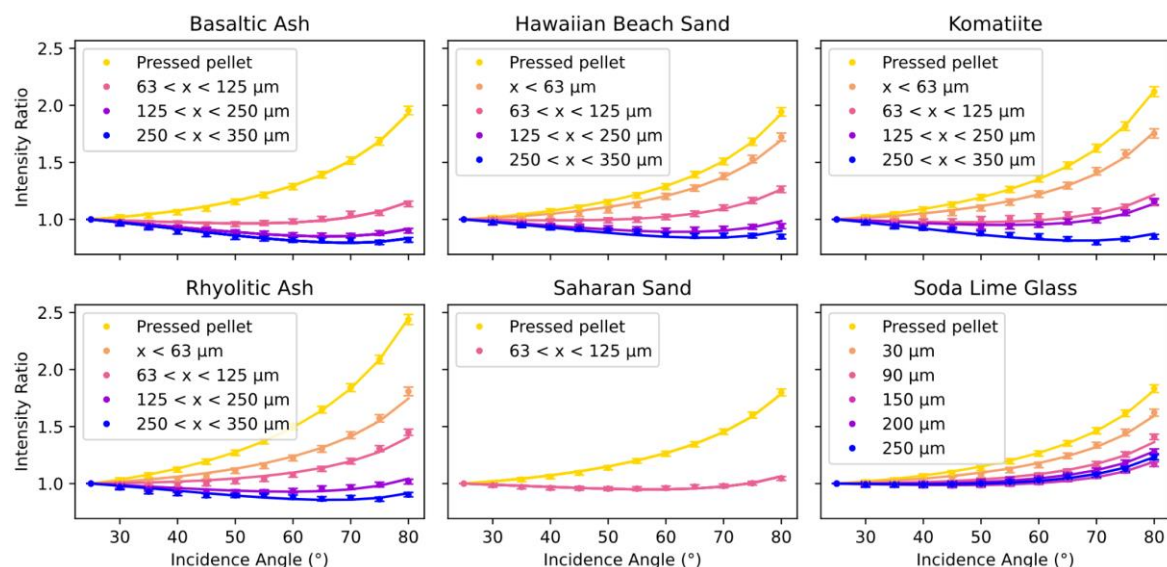 Basaltic Ash
2.5
2.0
1.5
1.0
Intensity Ratio
Pressed pellet
63 < x < 125 μm
125 < x < 250 μm
250 < x < 350 μm
Hawaiian Beach Sand
Pressed pellet
x < 63 μm
63 < x < 125 μm
125 < x < 250 μm
250 < x < 350 μm
Komatiite
Pressed pellet
x < 63 μm
63 < x < 125 μm
125 < x < 250 μm
250 < x < 350 μm
Rhyolitic Ash
2.5
2.0
1.5
1.0
Intensity Ratio
Pressed pellet
x < 63 μm
63 < x < 125 μm
125 < x < 250 μm
250 < x < 350 μm
30 40 50 60 70 80
Incidence Angle (°)
Saharan Sand
Pressed pellet
63 < x < 125 μm
30 40 50 60 70 80
Incidence Angle (°)
Soda Lime Glass
Pressed pellet
30 μm
90 μm
150 μm
200 μm
250 μm
30 40 50 60 70 80
Incidence Angle (°)